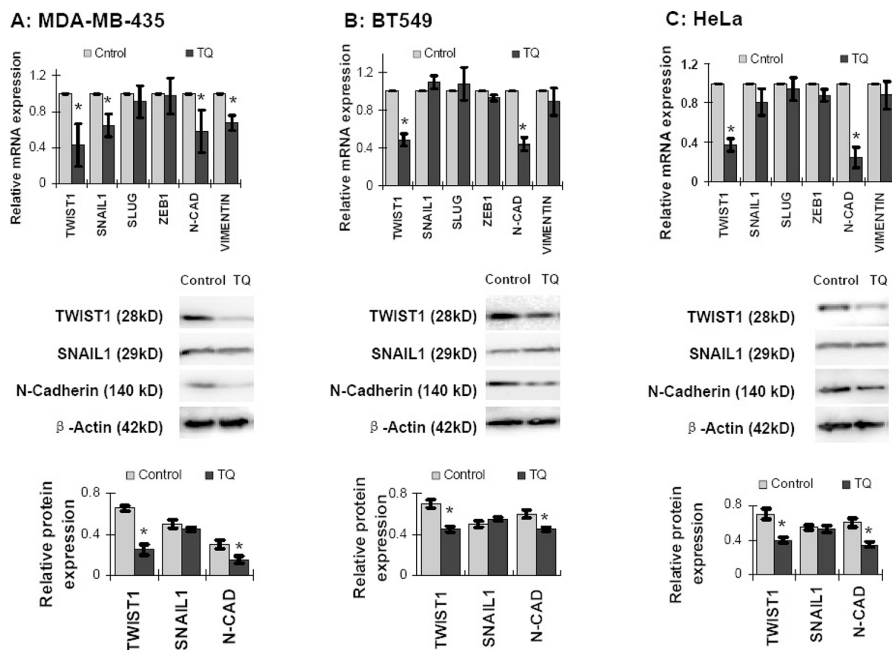 A: MDA-MB-435
Cntrol TQ
Relative mRNA expression
1.2
0.8
0.4
0
* * * *
TWIST1 SNAIL1 SLUG ZEB1 N-CAD VIMENTIN
Control TQ
TWIST1 (28kD)
SNAIL1 (29kD)
N-Cadherin (140 kD)
β-Actin (42kD)
Control TQ
Relative protein
expression
0.8
0.4
0
* *
TWIST1 SNAIL1 N-CAD
B: BT549
Cntrol TQ
Relative mRNA expression
1.2
0.8
0.4
0
* *
TWIST1 SNAIL1 SLUG ZEB1 N-CAD VIMENTIN
Control TQ
TWIST1 (28kD)
SNAIL1 (29kD)
N-Cadherin (140 kD)
β-Actin (42kD)
Control TQ
Relative protein
expression
0.8
0.4
0
* *
TWIST1 SNAIL1 N-CAD
C: HeLa
Cntrol TQ
Relative mRNA expression
1.2
0.8
0.4
0
* *
TWIST1 SNAIL1 SLUG ZEB1 N-CAD VIMENTIN
Control TQ
TWIST1 (28kD)
SNAIL1 (29kD)
N-Cadherin (140 kD)
β-Actin (42kD)
Control TQ
Relative protein
expression
0.8
0.4
0
* *
TWIST1 SNAIL1 N-CAD